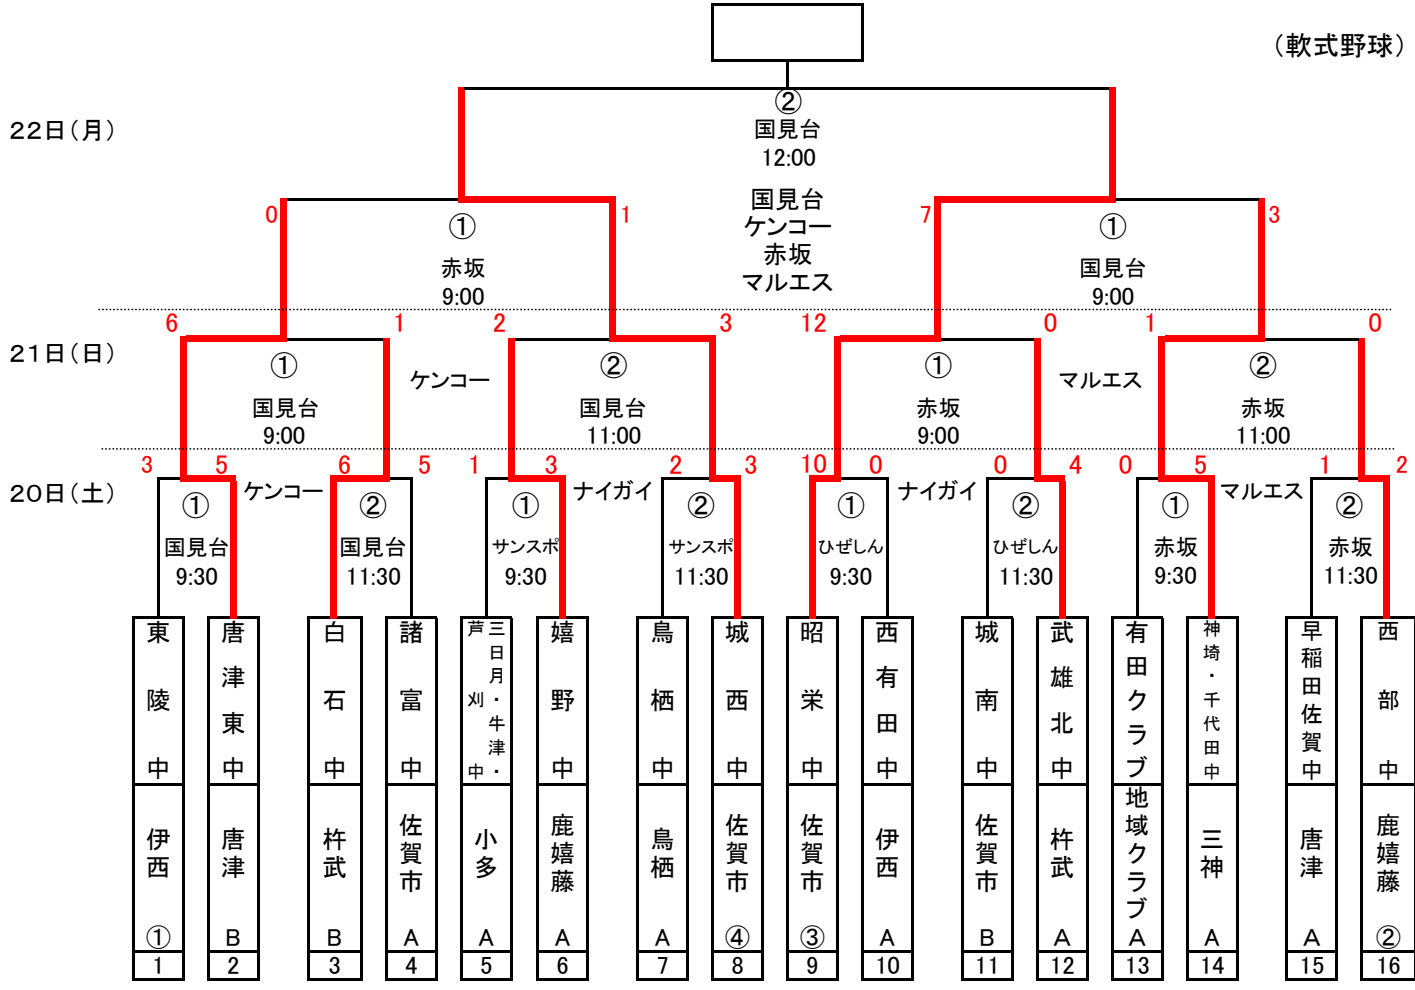 （軟式野球）
22日（月）
②
国見台
12:00
国見台
ケンコー
赤坂
マルエス
0
1
7
3
①
赤坂
9:00
①
国見台
9:00
21日（日）
6
1
2
3
12
0
1
0
①
国見台
9:00
ケンコー
②
国見台
11:00
①
赤坂
9:00
マルエス
②
赤坂
11:00
20日（土）
3
5
6
5
1
3
2
3
10
0
0
4
0
5
1
2
①
国見台
9:30
ケンコー
②
国見台
11:30
①
サンスポ
9:30
ナイガイ
②
サンスポ
11:30
①
ひぜしん
9:30
ナイガイ
②
ひぜしん
11:30
①
赤坂
9:30
マルエス
②
赤坂
11:30
東陵中
伊西
①
1
唐津東中
唐津
B
2
白石中
杵武
B
3
諸富中
佐賀市
A
4
三日月・牛津・
芦刈中
小多
A
5
嬉野中
鹿嬉藤
A
6
鳥栖中
鳥栖
A
7
城西中
佐賀市
④
8
昭栄中
佐賀市
③
9
西有田中
伊西
A
10
城南中
佐賀市
B
11
武雄北中
杵武
A
12
有田クラブ
地域クラブ
A
13
神埼・千代田中
三神
A
14
早稲田佐賀中
唐津
A
15
西部中
鹿嬉藤
②
16